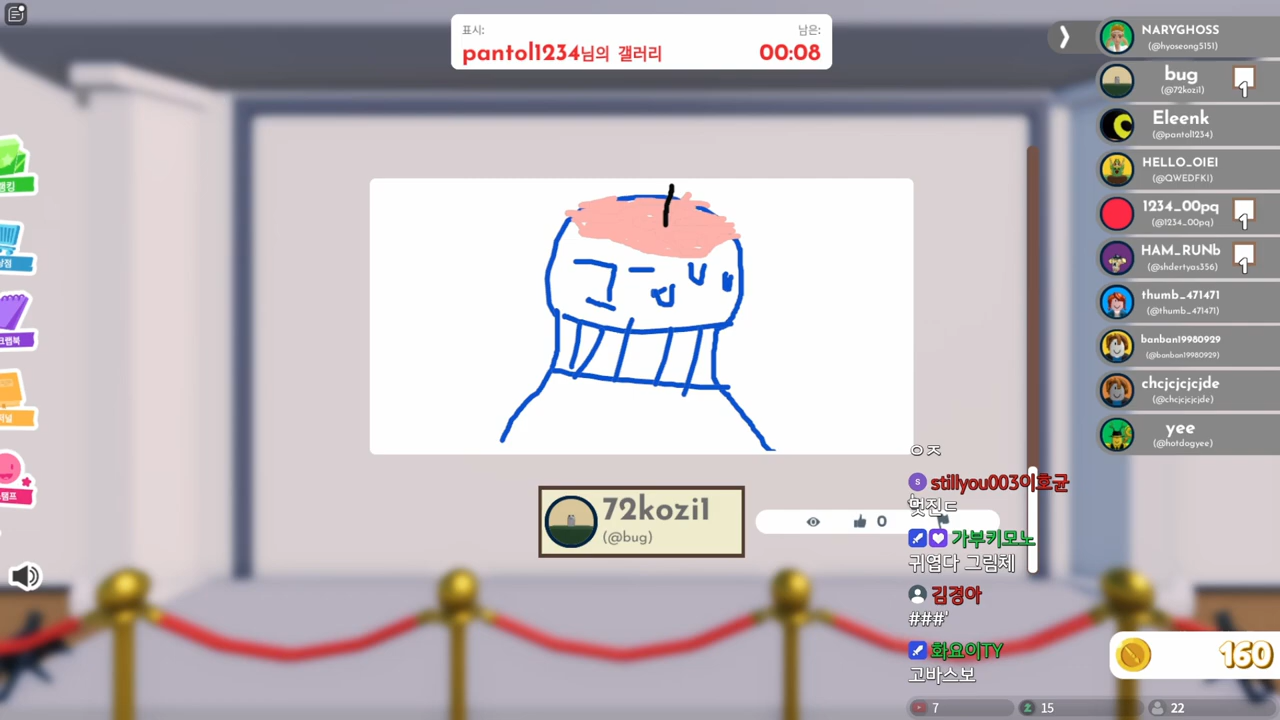 표시:
남은:
pantol1234님의 갤러리
00:08
NARYGHOSS
(@hyoseong5151)
bug
(@72kozi1)
1
Eleenk
(@pantol1234)
HELLO_OIEI
(@QWEDFKI)
1234_00pq
(@1234_00pq)
1
HAM_RUNb
(@shdertyas356)
1
thumb_471471
(@thumb_471471)
banban19980929
(@banban19980929)
chcjcjcjcjde
(@chcjcjcjcjde)
yee
(@hotdogyee)
72kozi1
(@bug)
0
ㅇㅈ
stillyou003이호균
멋진ㄷ
가부키모노
귀엽다 그림체
김경아
###'
화요이TY
고바스보
160
7
15
22